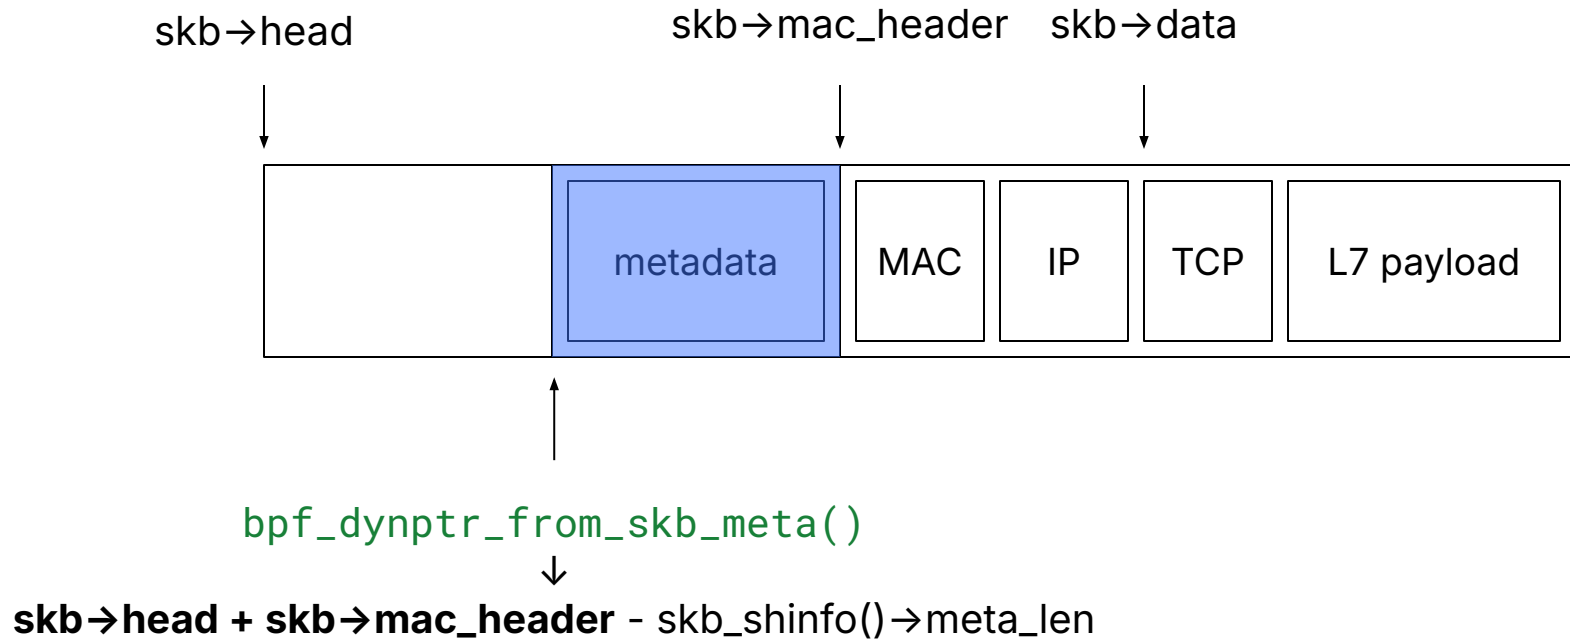 skb→head
skb→mac_header
skb→data
metadata
MAC
IP
TCP
L7 payload
bpf_dynptr_from_skb_meta()
↓
skb→head + skb→mac_header - skb_shinfo()→meta_len